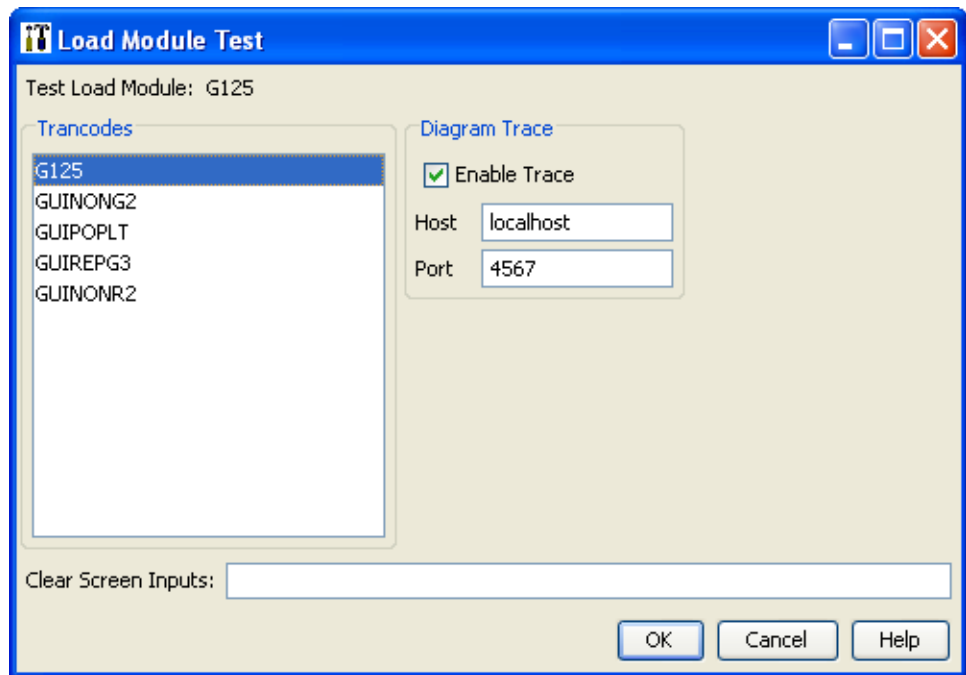 Load Module Test
Test Load Module: G125
Trancodes
G125
GUINONG2
GUIPOPLT
GUIREPG3
GUINONR2
Diagram Trace
Enable Trace
Host localhost
Port 4567
Clear Screen Inputs:
OK Cancel Help